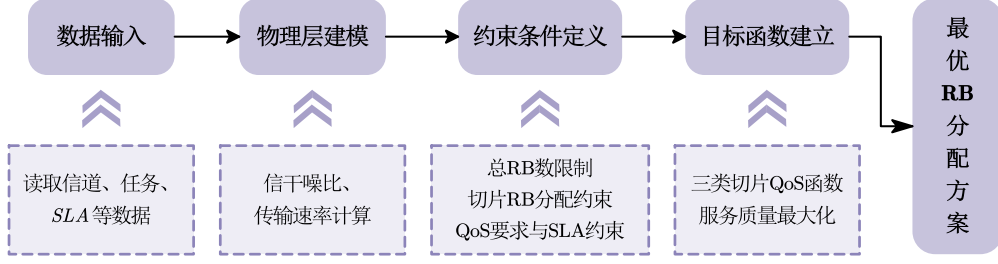 数据输入
物理层建模
约束条件定义
目标函数建立
最
优
RB
分
配
方
案
读取信道、任务、
SLA等数据
信干噪比、
传输速率计算
总RB数限制
切片RB分配约束
QoS要求与SLA约束
三类切片QoS函数
服务质量最大化